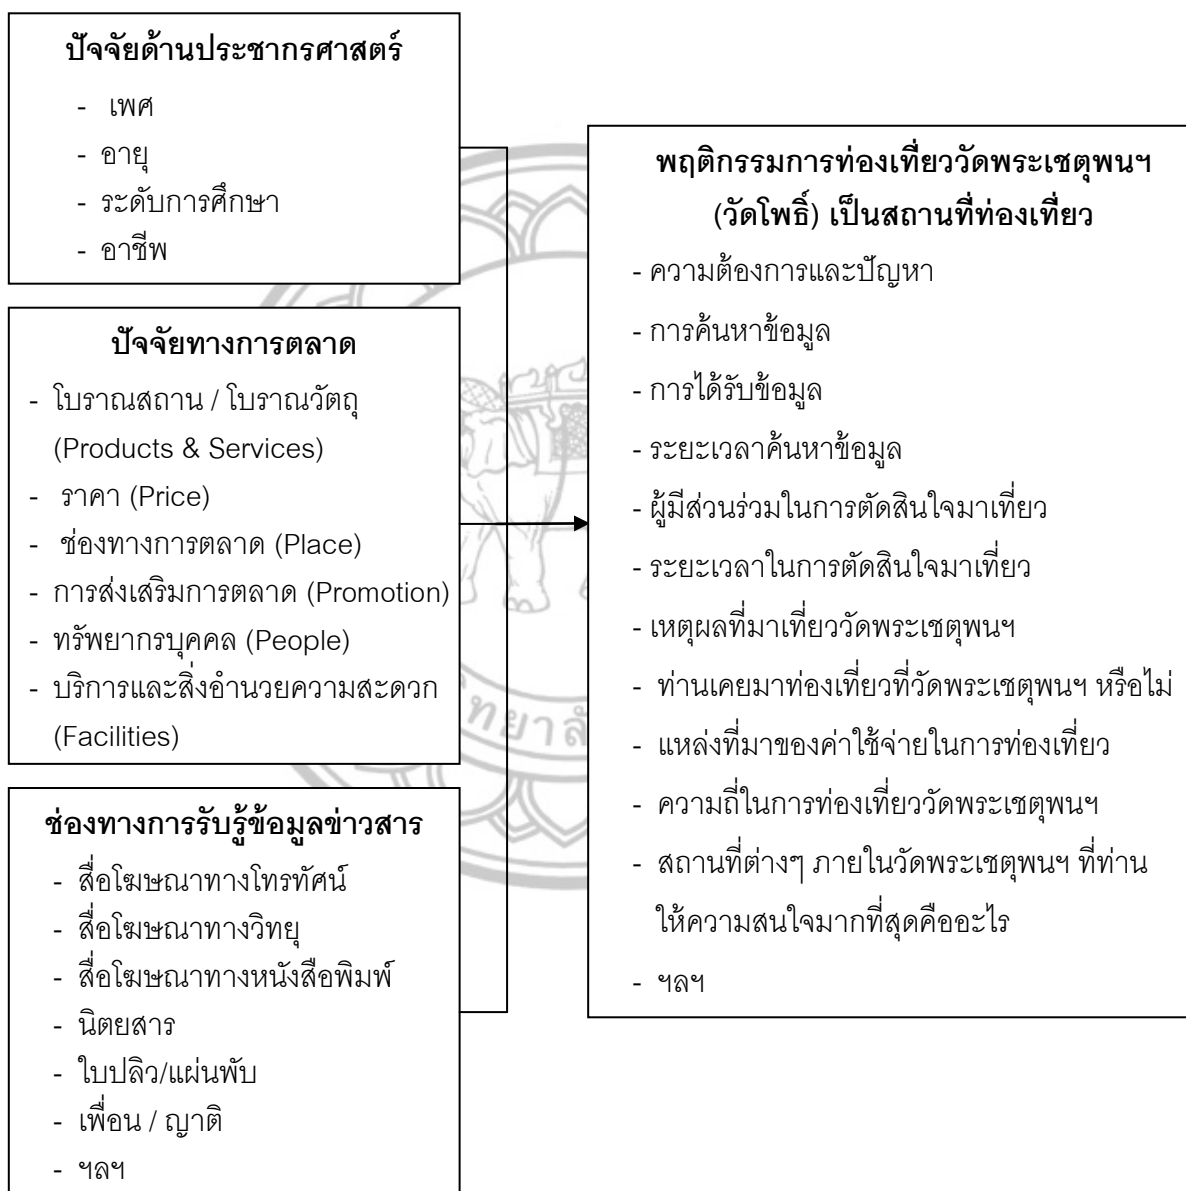 ปัจจัยด้านประชากรศาสตร์
- เพศ
- อายุ
- ระดับการศึกษา
- อาชีพ
ปัจจัยทางการตลาด
- โบราณสถาน / โบราณวัตถุ
(Products & Services)
- ราคา (Price)
- ช่องทางการตลาด (Place)
- การส่งเสริมการตลาด (Promotion)
- ทรัพยากรบุคคล (People)
- บริการและสิ่งอำนวยความสะดวก
(Facilities)
ช่องทางการรับรู้ข้อมูลข่าวสาร
- สื่อโฆษณาทางโทรทัศน์
- สื่อโฆษณาทางวิทยุ
- สื่อโฆษณาทางหนังสือพิมพ์
- นิตยสาร
- ใบปลิว/แผ่นพับ
- เพื่อน / ญาติ
- ฯลฯ
พฤติกรรมการท่องเที่ยววัดพระเชตุพนฯ
(วัดโพธิ์) เป็นสถานที่ท่องเที่ยว
- ความต้องการและปัญหา
- การค้นหาข้อมูล
- การได้รับข้อมูล
- ระยะเวลาค้นหาข้อมูล
- ผู้มีส่วนร่วมในการตัดสินใจมาเที่ยว
- ระยะเวลาในการตัดสินใจมาเที่ยว
- เหตุผลที่มาเที่ยววัดพระเชตุพนฯ
- ท่านเคยมาท่องเที่ยวที่วัดพระเชตุพนฯ หรือไม่
- แหล่งที่มาของค่าใช้จ่ายในการท่องเที่ยว
- ความถี่ในการท่องเที่ยววัดพระเชตุพนฯ
- สถานที่ต่างๆ ภายในวัดพระเชตุพนฯ ที่ท่าน
ให้ความสนใจมากที่สุดคืออะไร
- ฯลฯ